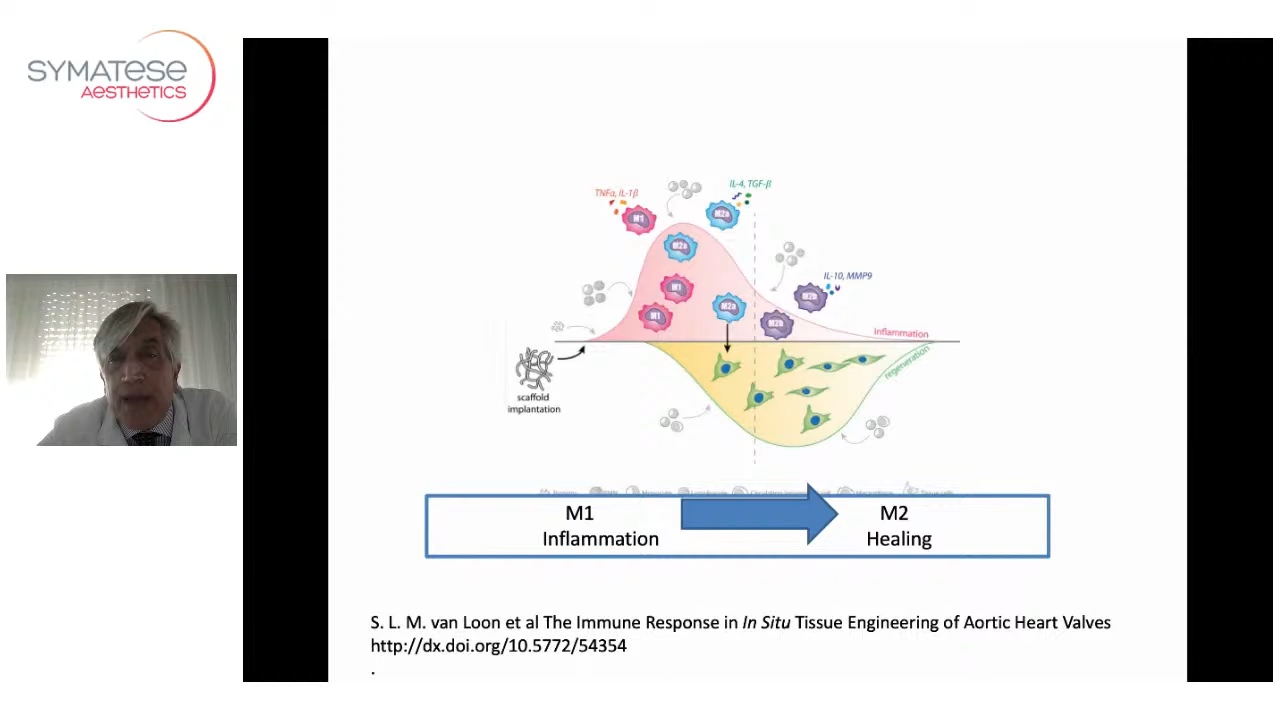 SYMATESE
AESTHETICS
TNFα, IL-1β
IL-4, TGF-β
M1
M2a
M2a
IL-10, MMP9
M1
M2b
M2a
M1
M2b
inflammation
regeneration
scaffold
implantation
M1
M2
Inflammation
Healing
S. L. M. van Loon et al The Immune Response in In Situ Tissue Engineering of Aortic Heart Valves
http://dx.doi.org/10.5772/54354
.